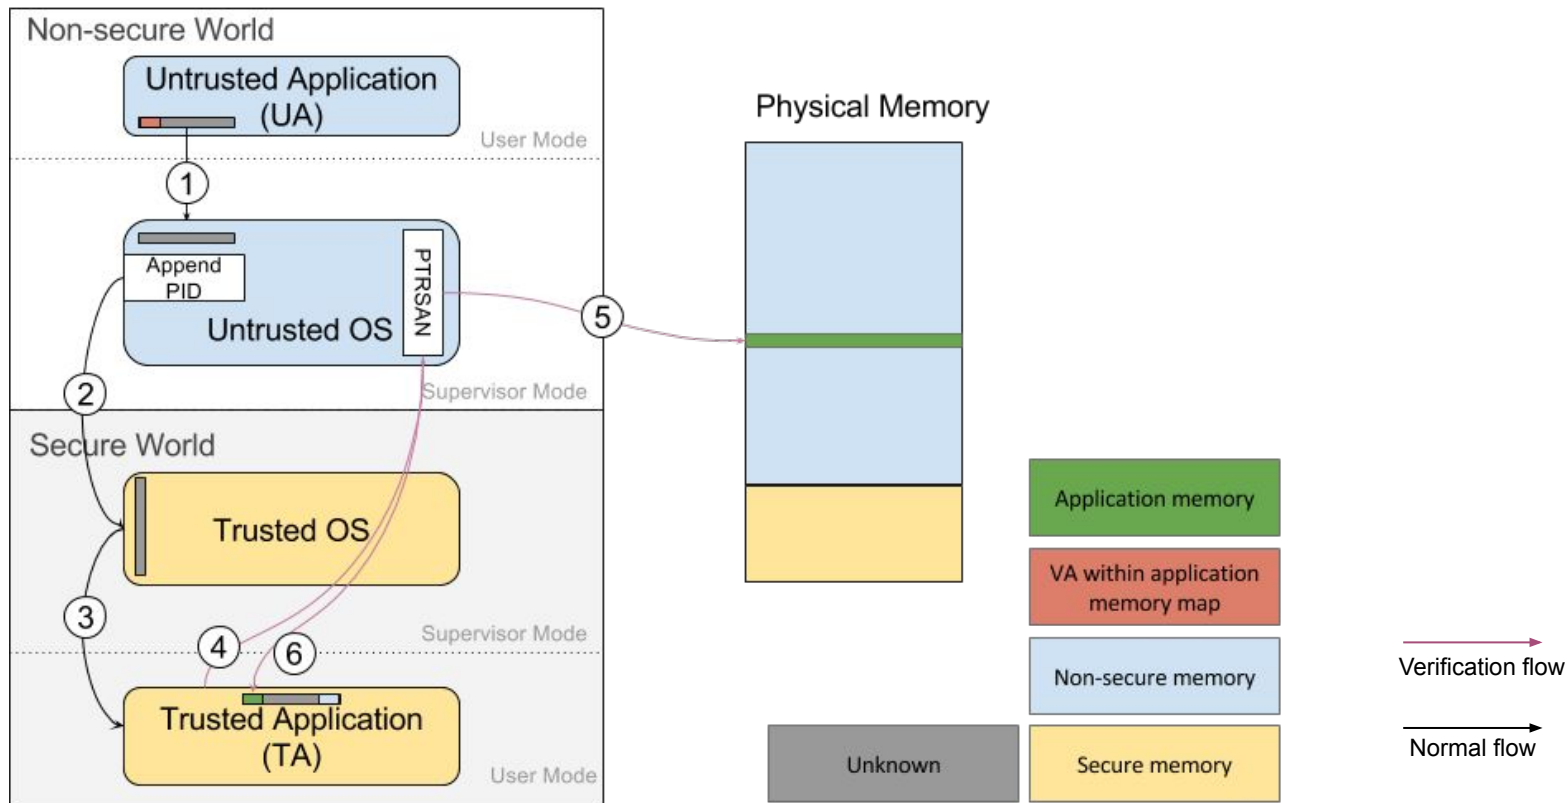 Non-secure World
Untrusted Application
(UA)
User Mode
1
Append
PID
PTRSAN
Untrusted OS
Supervisor Mode
2
Secure World
Trusted OS
3
Supervisor Mode
4
6
Trusted Application
(TA)
User Mode
5
Physical Memory
Application memory
VA within application
memory map
Non-secure memory
Unknown
Secure memory
Verification flow
Normal flow